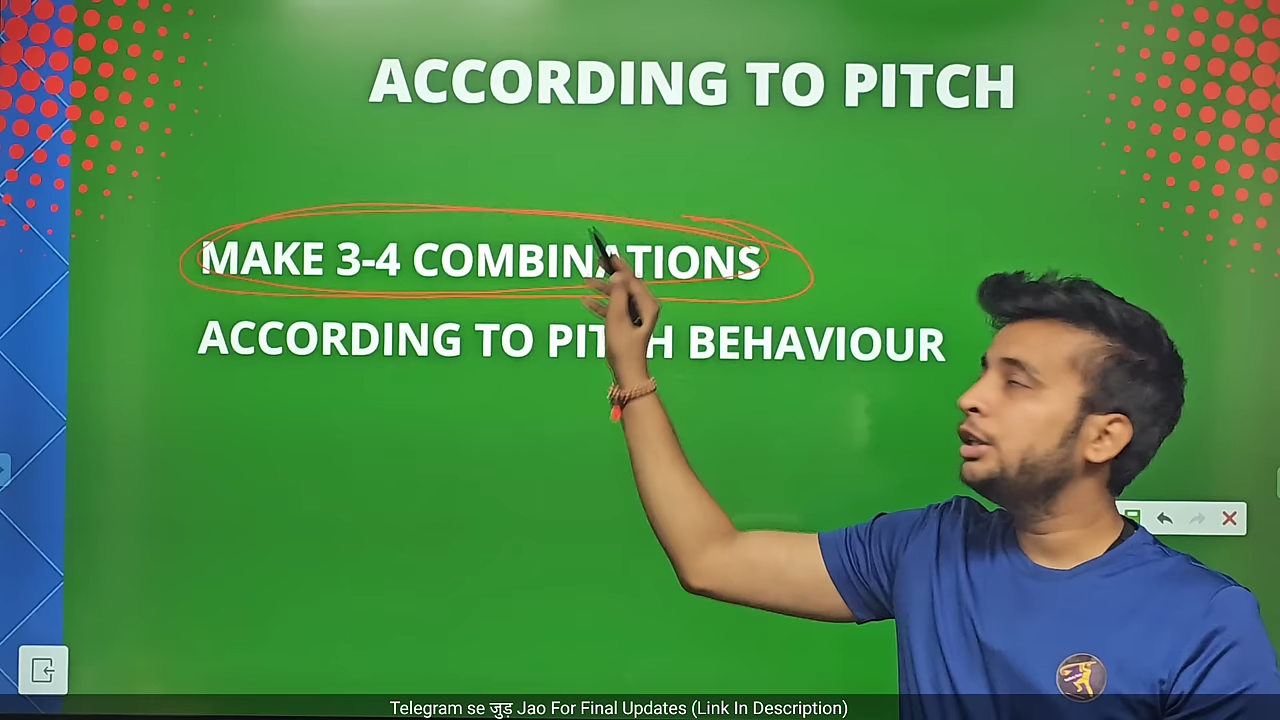 ACCORDING TO PITCH
MAKE 3-4 COMBINATIONS
ACCORDING TO PITCH BEHAVIOUR
Telegram se जुड़ Jao For Final Updates (Link In Description)